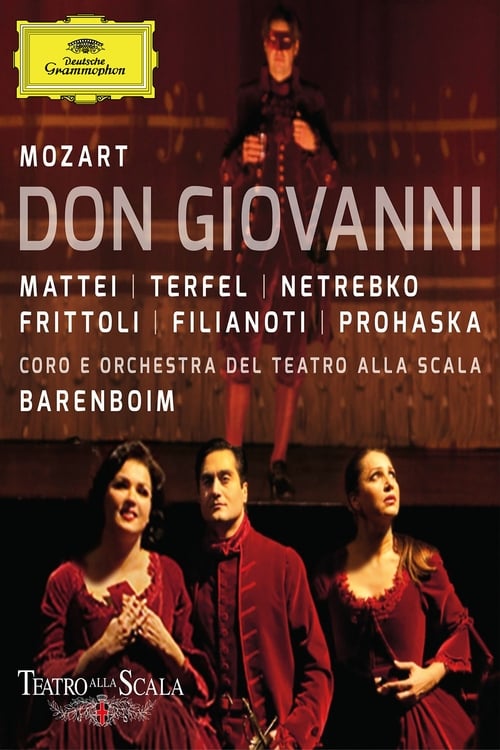 Deutsche
Grammophon
MOZART
DON GIOVANNI
MATTEI | TERFEL | NETREBKO
FRITTOLI | FILIANOTI | PROHASKA
CORO E ORCHESTRA DEL TEATRO ALLA SCALA
BARENBOIM
TEATRO ALLA SCALA